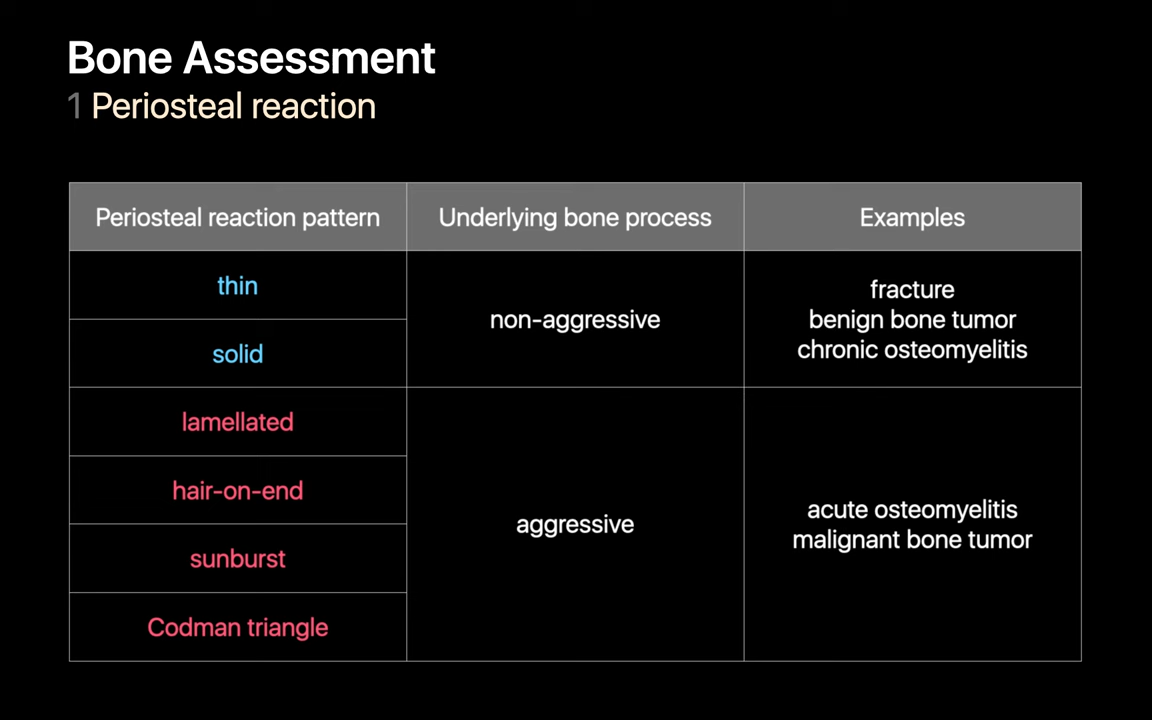 Bone Assessment
1 Periosteal reaction
Periosteal reaction pattern
Underlying bone process
Examples
thin
solid
non-aggressive
fracture
benign bone tumor
chronic osteomyelitis
lamellated
hair-on-end
sunburst
Codman triangle
aggressive
acute osteomyelitis
malignant bone tumor